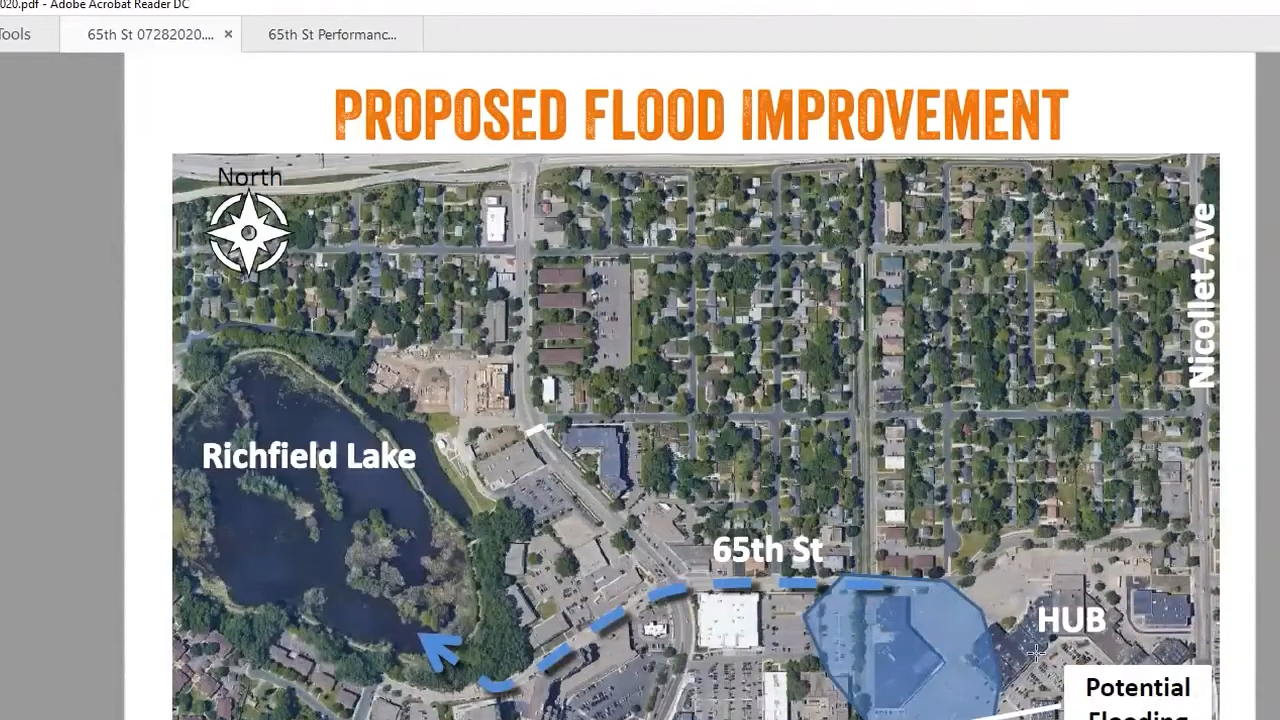 020.pdf - Adobe Acrobat Reader DC
Tools
65th St 07282020....
65th St Performanc...
PROPOSED FLOOD IMPROVEMENT
North
Nicollet Ave
Richfield Lake
65th St
HUB
Potential
Flooding